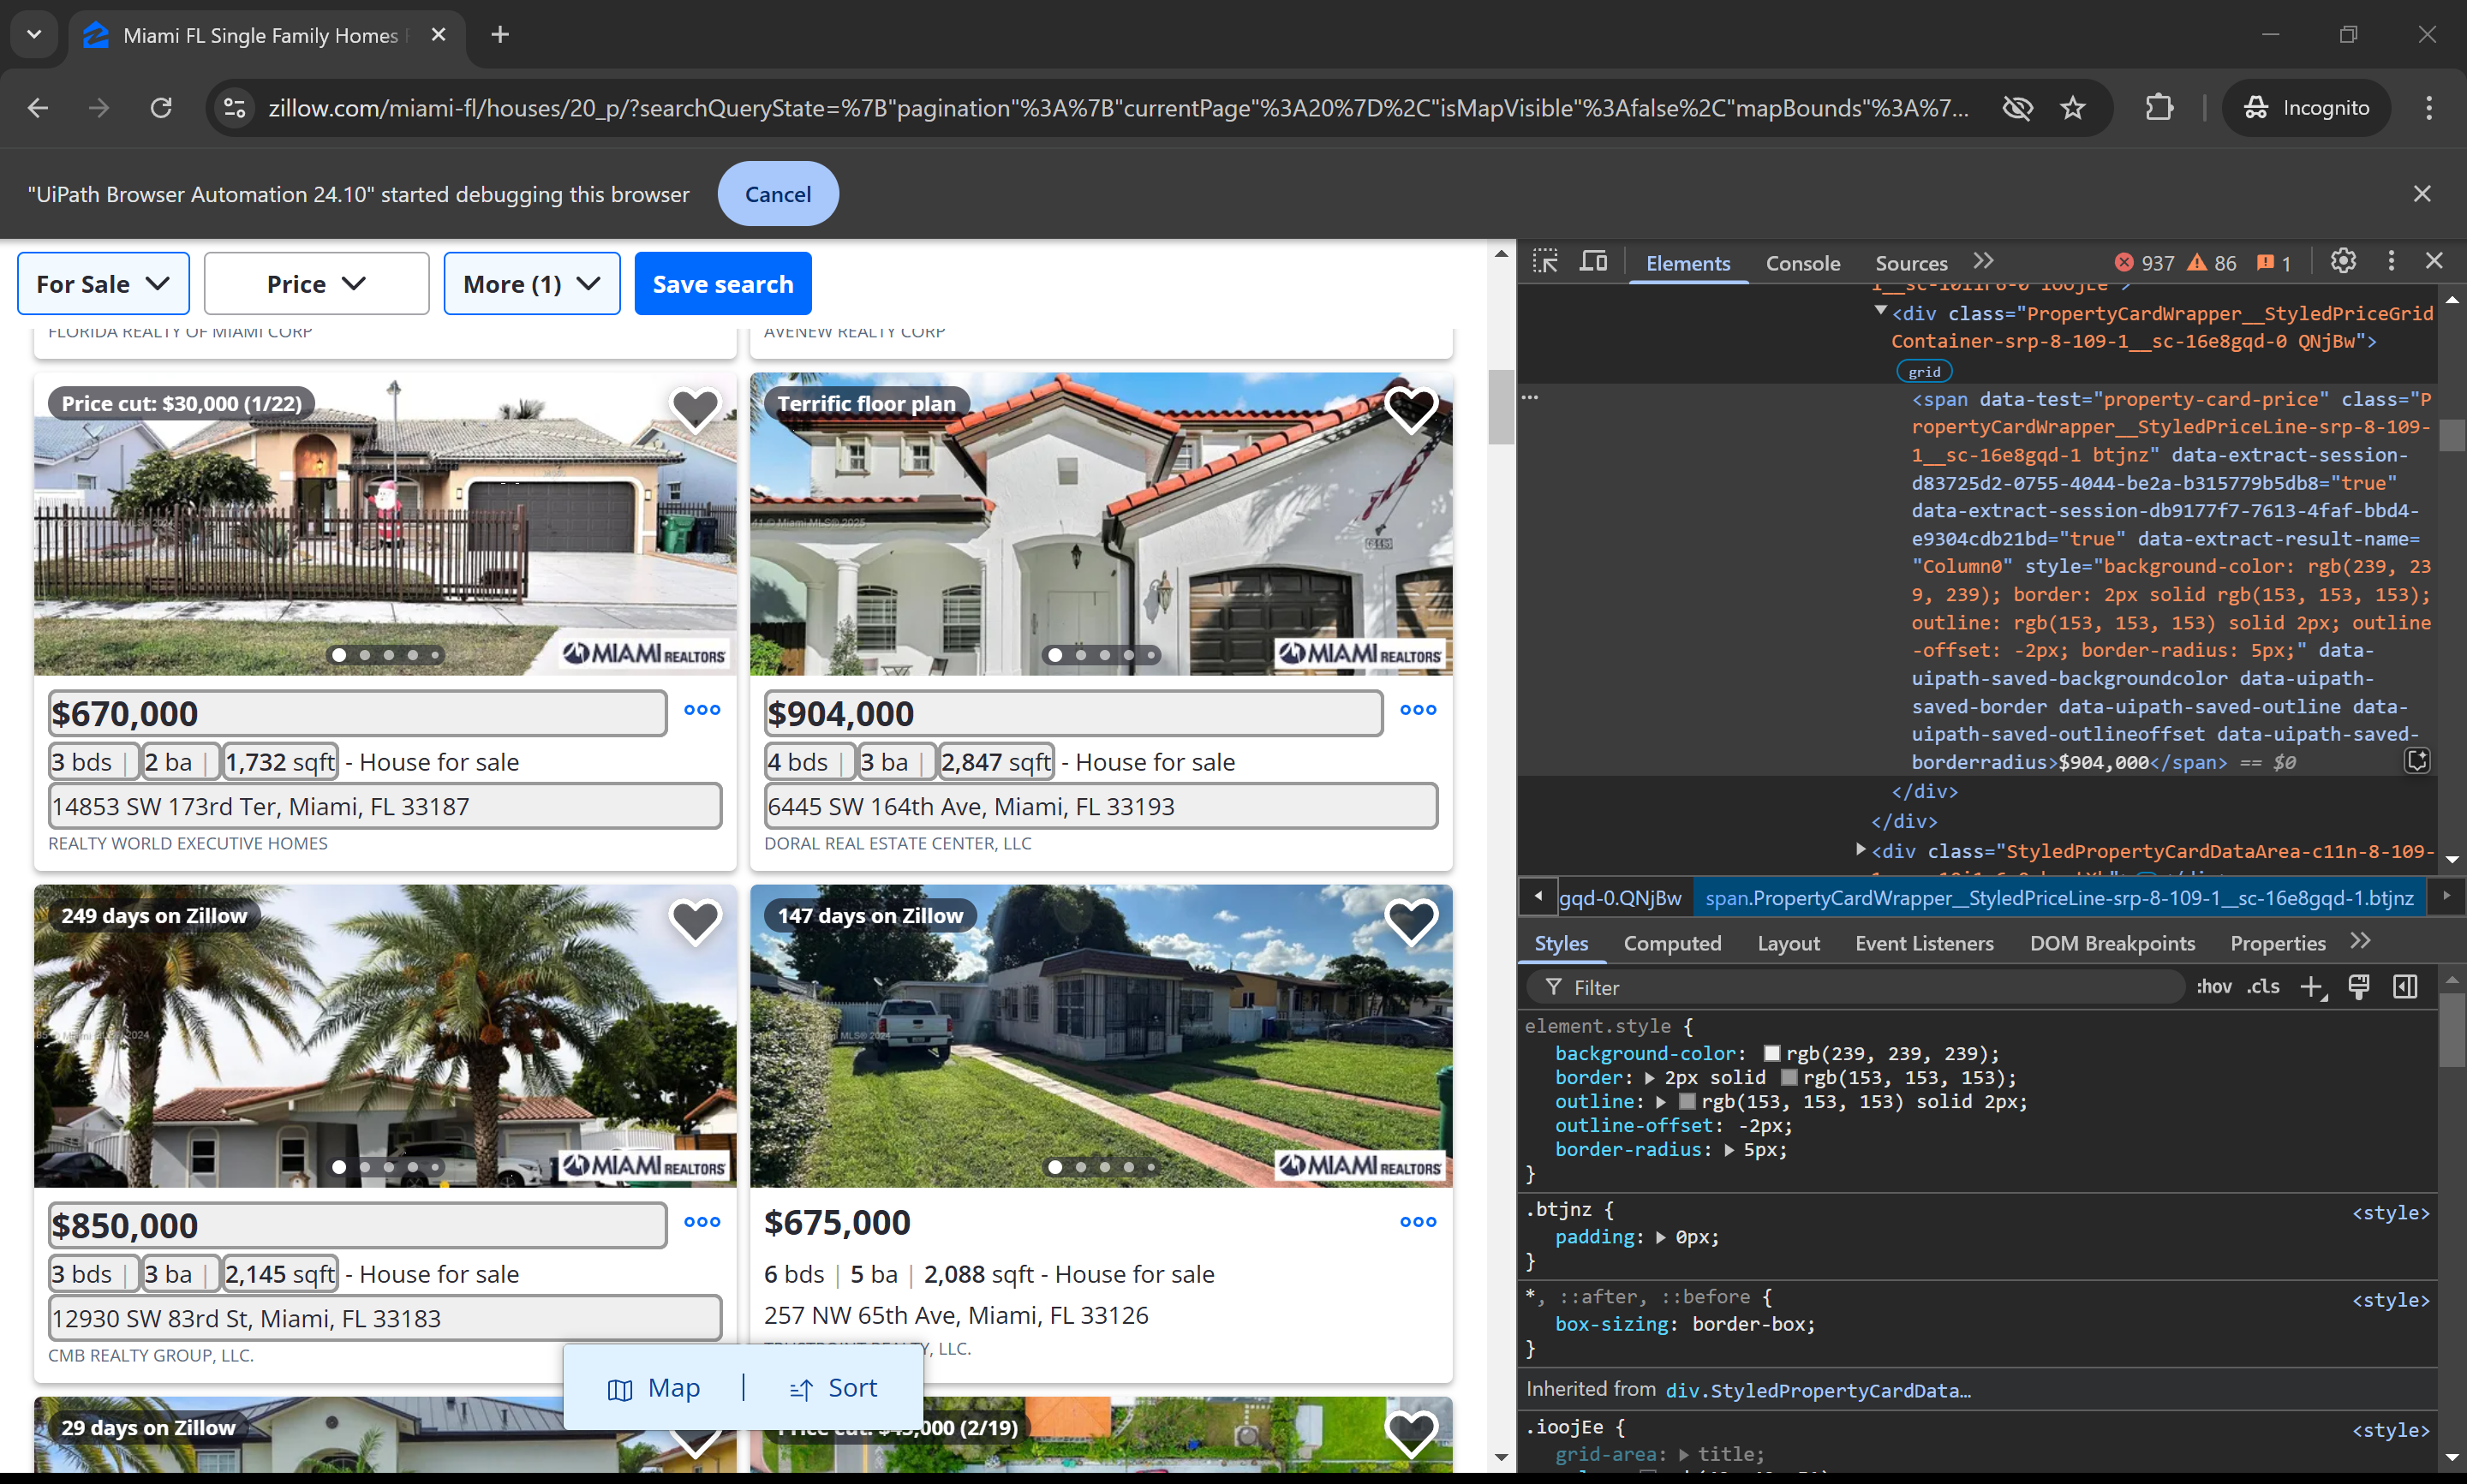 Miami FL Single Family Homes
zillow.com/miami-fl/houses/20_p/?searchQueryState=%7B"pagination"%3A%7B"currentPage"%3A20%7D%2C"isMapVisible"%3Afalse%2C"mapBounds"%3A%7...
Incognito
"UiPath Browser Automation 24.10" started debugging this browser
Cancel
For Sale
Price
More (1)
Save search
FLORIDA REALTY OF MIAMI CORP
AVENEW REALTY CORP
Price cut: $30,000 (1/22)
MIAMI REALTORS
$670,000
3 bds | 2 ba | 1,732 sqft - House for sale
14853 SW 173rd Ter, Miami, FL 33187
REALTY WORLD EXECUTIVE HOMES
Terrific floor plan
MIAMI REALTORS
$904,000
4 bds | 3 ba | 2,847 sqft - House for sale
6445 SW 164th Ave, Miami, FL 33193
DORAL REAL ESTATE CENTER, LLC
249 days on Zillow
MIAMI REALTORS
$850,000
3 bds | 3 ba | 2,145 sqft - House for sale
12930 SW 83rd St, Miami, FL 33183
CMB REALTY GROUP, LLC.
147 days on Zillow
MIAMI REALTORS
$675,000
6 bds | 5 ba | 2,088 sqft - House for sale
257 NW 65th Ave, Miami, FL 33126
LLC.
Map | Sort
29 days on Zillow
(2/19)
Elements
Console
Sources
937
86
1
<div class="PropertyCardWrapper__StyledPriceGrid
Container-srp-8-109-1__sc-16e8gqd-0 QNjBw">
grid
<span data-test="property-card-price" class="P
ropertyCardWrapper__StyledPriceLine-srp-8-109-
1__sc-16e8gqd-1 btjnz" data-extract-session-
d83725d2-0755-4044-be2a-b315779b5db8="true"
data-extract-session-db9177f7-7613-4faf-bbd4-
e9304cdb21bd="true" data-extract-result-name=
"Column0" style="background-color: rgb(239, 23
9, 239); border: 2px solid rgb(153, 153, 153);
outline: rgb(153, 153, 153) solid 2px; outline
-offset: -2px; border-radius: 5px;" data-
uipath-saved-backgroundcolor data-uipath-
saved-border data-uipath-saved-outline data-
uipath-saved-outlineoffset data-uipath-saved-
borderradius>$904,000</span> == $0
</div>
</div>
<div class="StyledPropertyCardDataArea-c11n-8-109-
gqd-0.QNjBw
span.PropertyCardWrapper__StyledPriceLine-srp-8-109-1__sc-16e8gqd-1.btjnz
Styles
Computed
Layout
Event Listeners
DOM Breakpoints
Properties
Filter
:hov .cls
element.style {
background-color: rgb(239, 239, 239);
border: 2px solid rgb(153, 153, 153);
outline: rgb(153, 153, 153) solid 2px;
outline-offset: -2px;
border-radius: 5px;
}
.btjnz {
<style>
padding: 0px;
}
*, ::after, ::before {
<style>
box-sizing: border-box;
}
Inherited from div.StyledPropertyCardData…
.ioojEe {
<style>
grid-area: title;